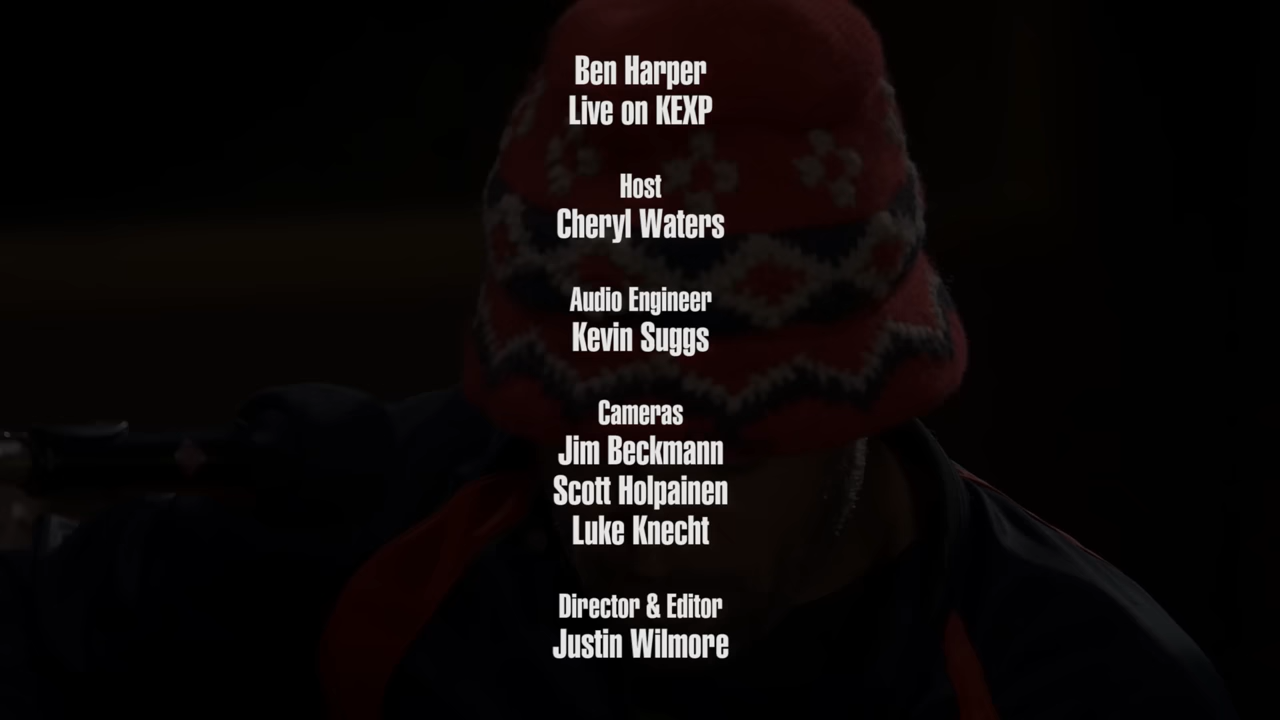 Ben Harper
Live on KEXP
Host
Cheryl Waters
Audio Engineer
Kevin Suggs
Cameras
Jim Beckmann
Scott Holpainen
Luke Knecht
Director & Editor
Justin Wilmore